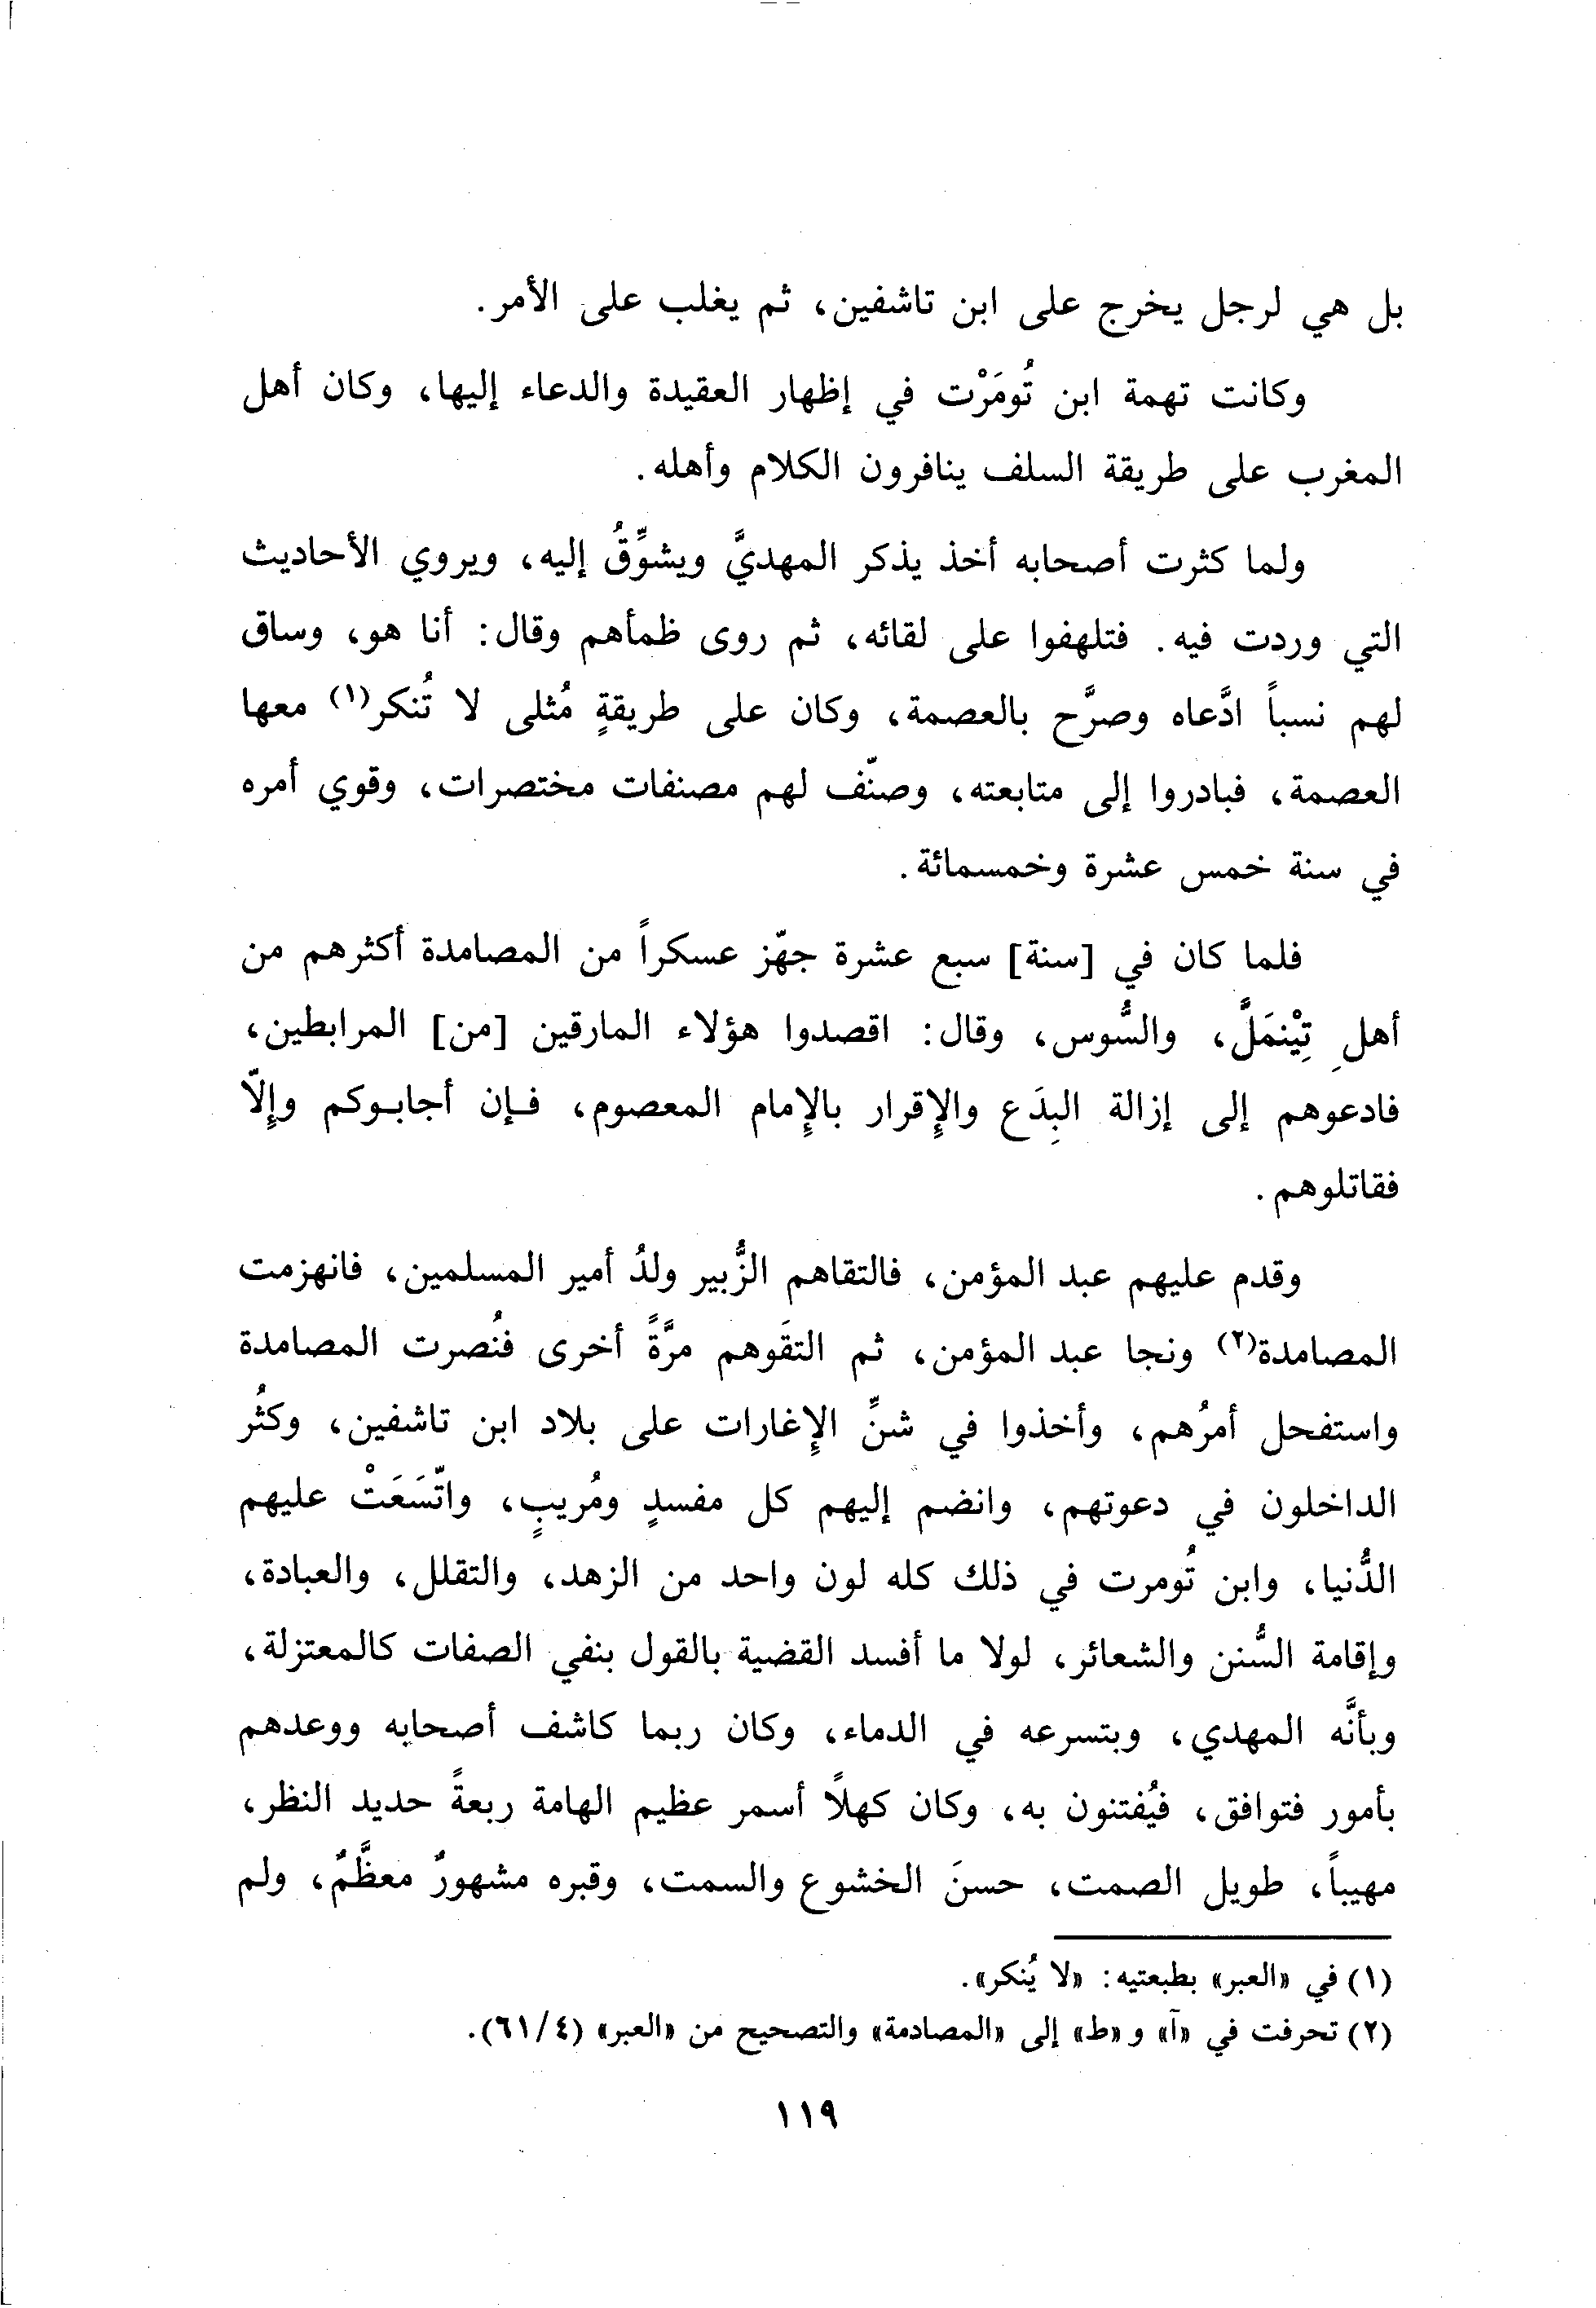 بل هي لرجل يخرج على ابن تاشفين، ثم يغلب على الأمر.
وكانت تهمة ابن تُومَرْت في إظهار العقيدة والدعاء إليها، وكان أهل
المغرب على طريقة السلف ينافرون الكلام وأهله.
ولما كثرت أصحابه أخذ يذكر المهديَّ ويشوِّقُ إليه، ويروي الأحاديث
التي وردت فيه. فتلهفوا على لقائه، ثم روى ظمأهم وقال: أنا هو، وساق
لهم نسباً ادَّعاه وصرَّح بالعصمة، وكان على طريقةٍ مُثلى لا تُنكر(١) معها
العصمة، فبادروا إلى متابعته، وصنّف لهم مصنفات مختصرات، وقوي أمره
في سنة خمس عشرة وخمسمائة.
فلما كان في [سنة] سبع عشرة جهّز عسكراً من المصامدة أكثرهم من
أهلِ تِيْنمَلَّ، والسُّوس، وقال: اقصدوا هؤلاء المارقين [من] المرابطين،
فادعوهم إلى إزالة البِدَع والإِقرار بالإِمام المعصوم، فإن أجابوكم وإلّا
فقاتلوهم.
وقدم عليهم عبد المؤمن، فالتقاهم الزُّبير ولدُ أمير المسلمين، فانهزمت
المصامدة(٢) ونجا عبد المؤمن، ثم التقَوهم مرَّةً أخرى فنُصرت المصامدة
واستفحل أمرُهم، وأخذوا في شنِّ الإِغارات على بلاد ابن تاشفين، وكثُر
الداخلون في دعوتهم، وانضم إليهم كل مفسدٍ ومُريبٍ، واتّسَعَتْ عليهم
الدُّنيا، وابن تُومرت في ذلك كله لون واحد من الزهد، والتقلل، والعبادة،
وإقامة السُّنن والشعائر، لولا ما أفسد القضية بالقول بنفي الصفات كالمعتزلة،
وبأنَّه المهدي، وبتسرعه في الدماء، وكان ربما كاشف أصحابه ووعدهم
بأمور فتوافق، فيُفتنون به، وكان كهلًا أسمر عظيم الهامة ربعةً حديد النظر،
مهيباً، طويل الصمت، حسنَ الخشوع والسمت، وقبره مشهورٌ معظَّمٌ، ولم
(١) في «العبر» بطبعتيه: «لا يُنكر».
(٢) تحرفت في «آ» و«ط» إلى «المصادمة» والتصحيح من «العبر» (٤/٦١).
١١٩